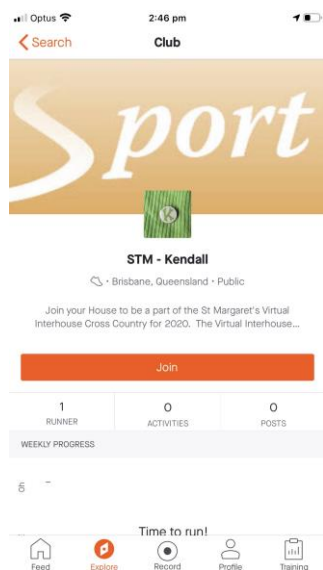 Optus 2:46 pm
Search Club
Sport
K
STM - Kendall
Brisbane, Queensland · Public
Join your House to be a part of the St
Margaret's Virtual
Interhouse Cross Country for 2020. The Virtual Interhouse...
Join
1 0 0
RUNNER ACTIVITIES POSTS
WEEKLY PROGRESS
Time to run!
Feed Explore Record Profile Training